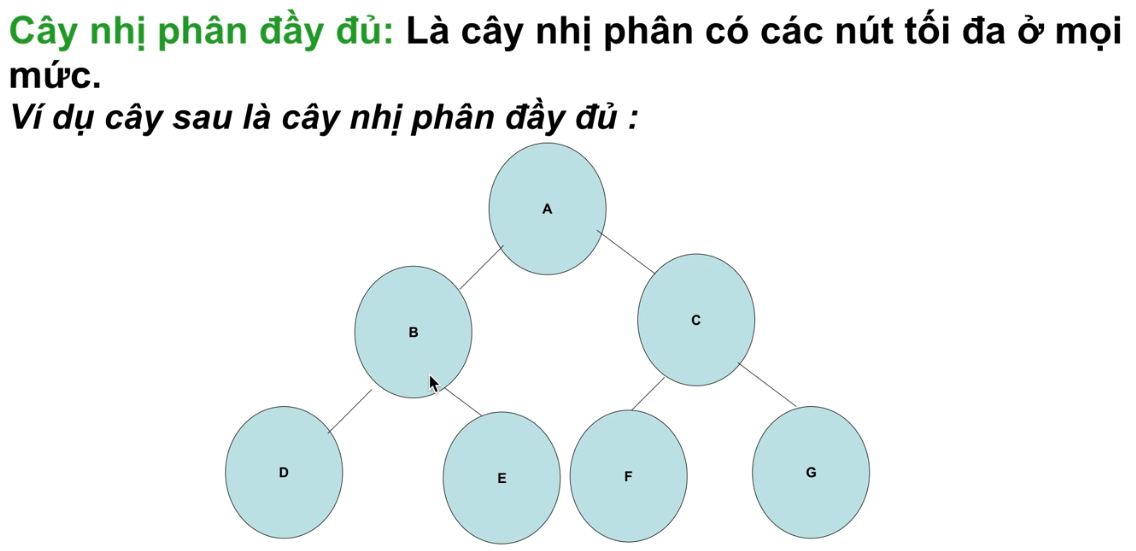 Cây nhị phân đầy đủ: Là cây nhị phân có các nút tối đa ở mọi
mức.
Ví dụ cây sau là cây nhị phân đầy đủ :
A
B
C
D
E
F
G